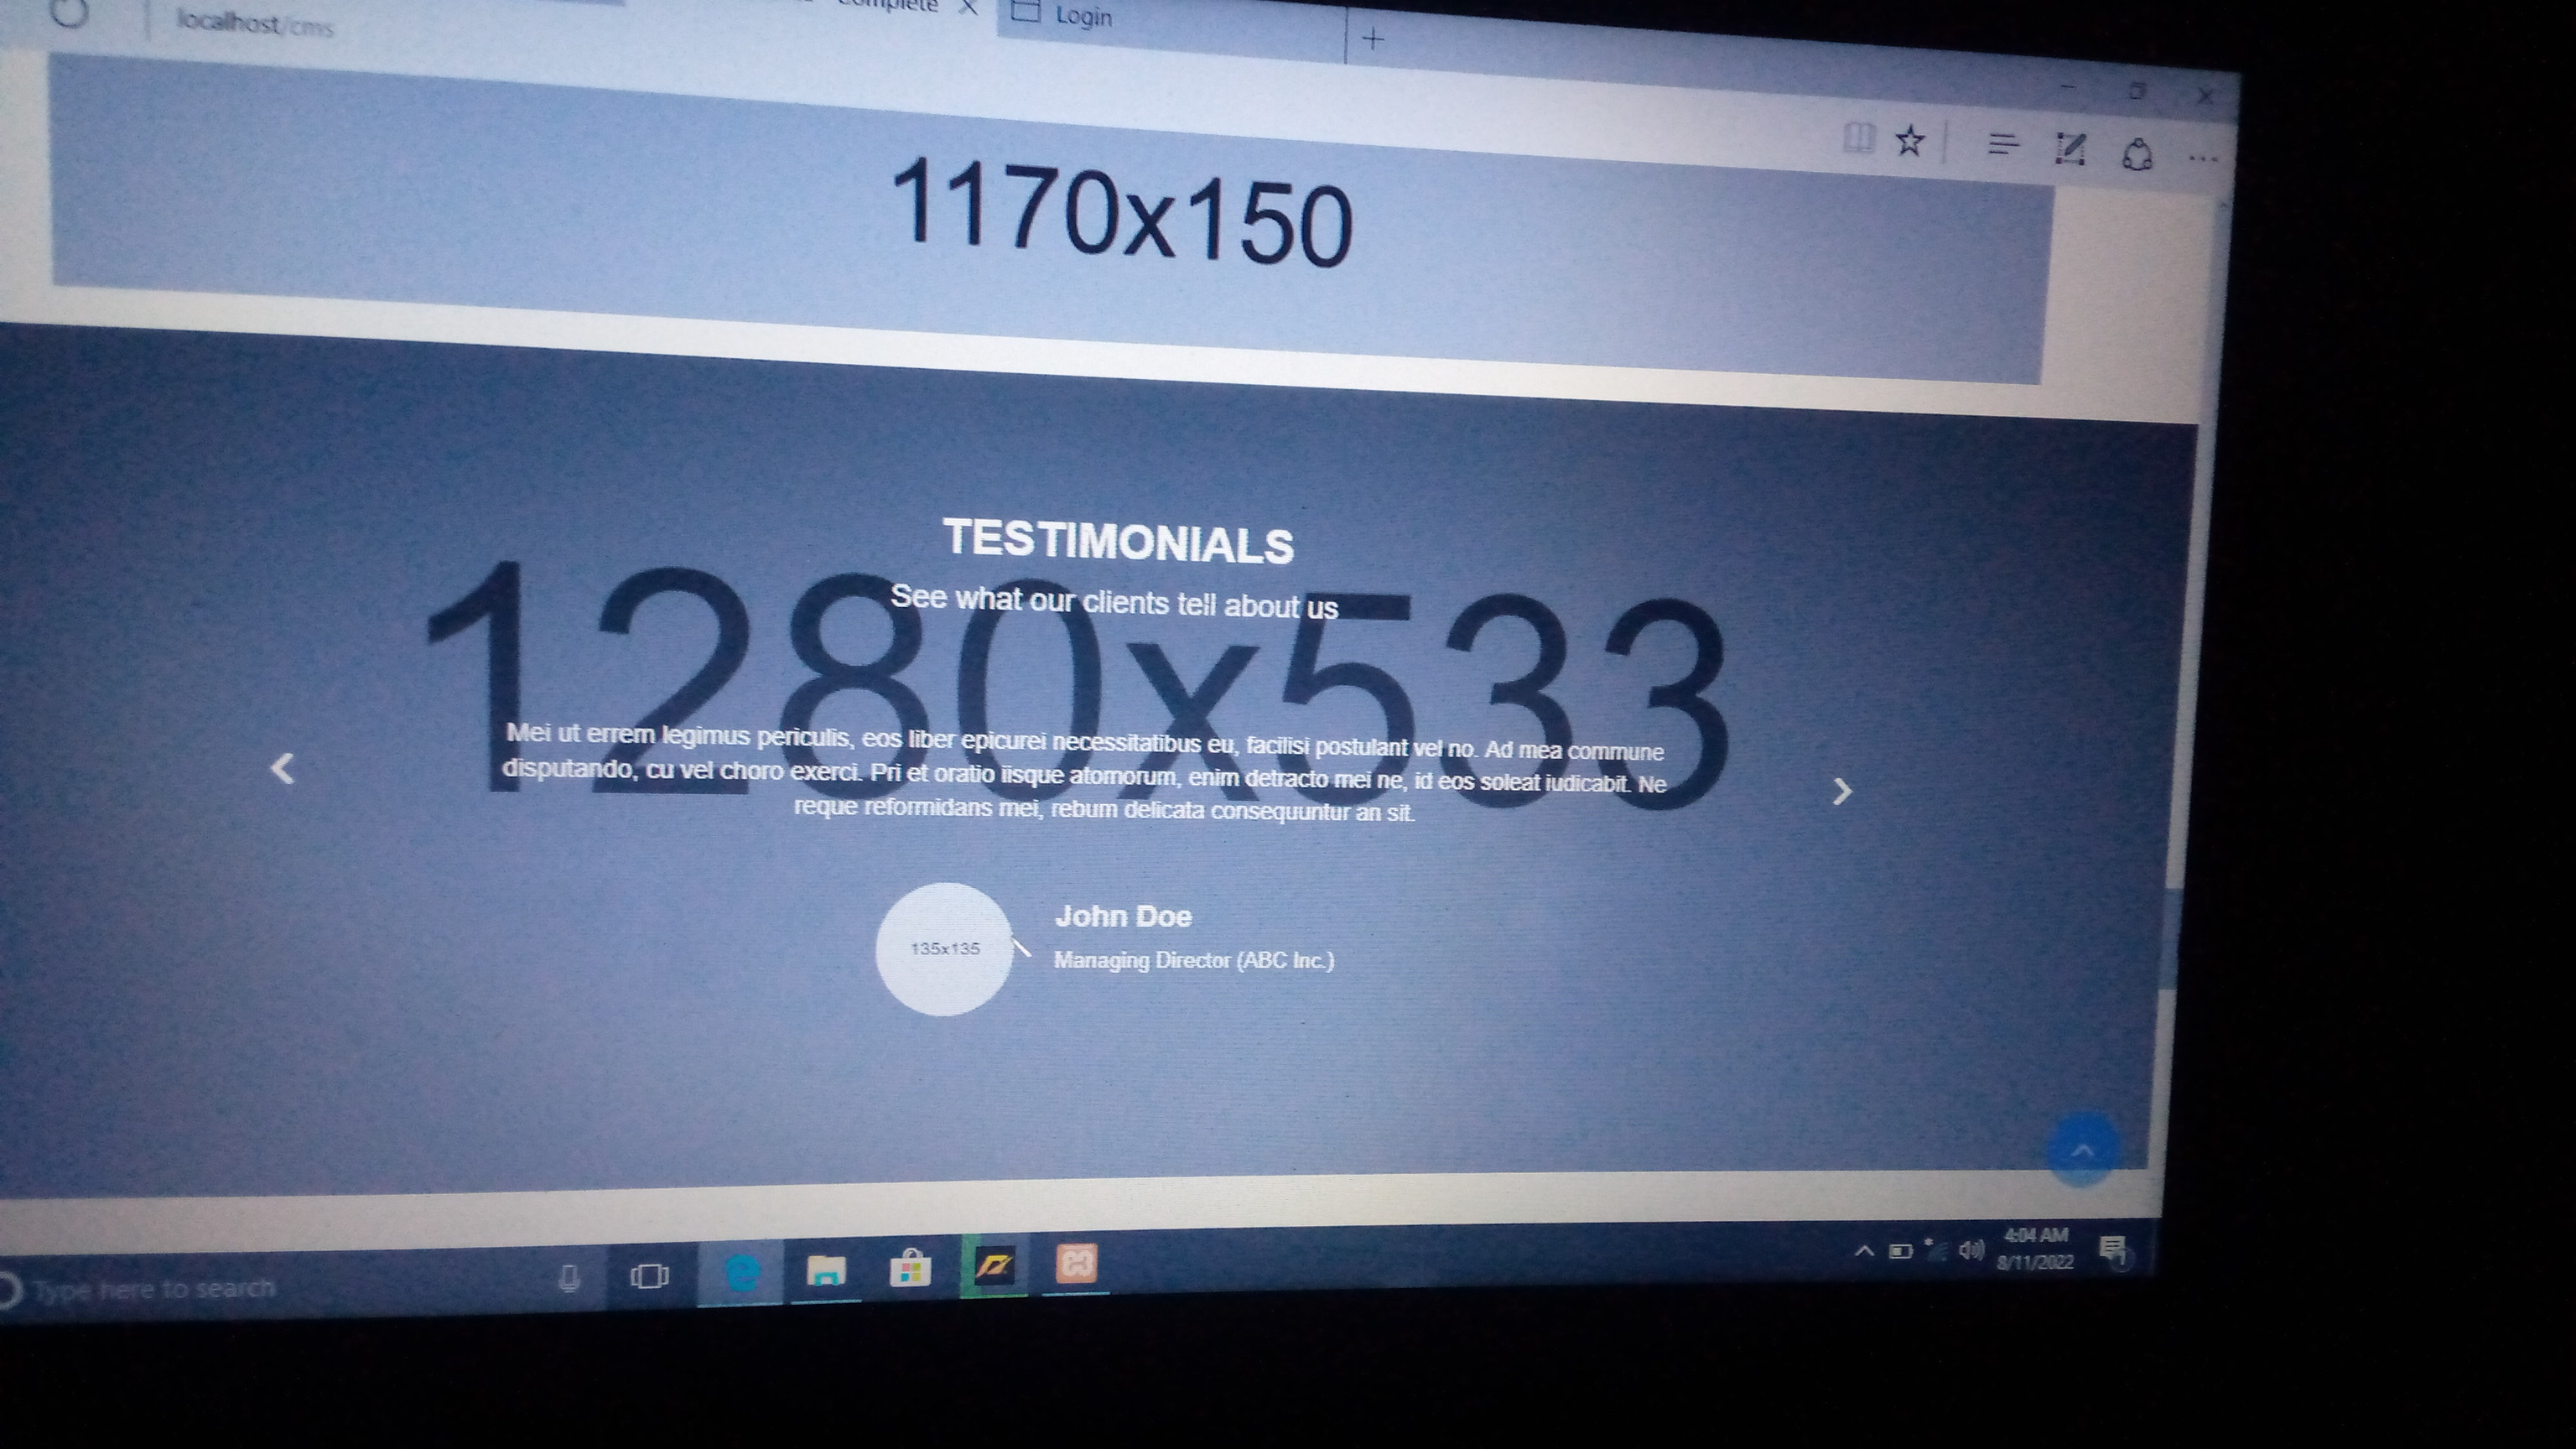 Complete
Login
localhost/cms
1170x150
TESTIMONIALS
See what our clients tell about us
1280x533
Mei ut errem legimus periculis, eos liber epicurei necessitatibus eu, facilisi postulant vel no. Ad mea commune
disputando, cu vel choro exerci. Pri et oratio iisque atomorum, enim detracto mei ne, id eos soleat iudicabit. Ne
reque reformidans mei, rebum delicata consequuntur an sit.
135x135
John Doe
Managing Director (ABC Inc.)
Type here to search
4:04 AM
8/11/2022
1